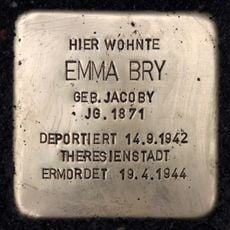 HIER WOHNTE
EMMA BRY
GEB. JACOBY
JG. 1871
DEPORTIERT 14.9.1942
THERESIENSTADT
ERMORDET 19.4.1944